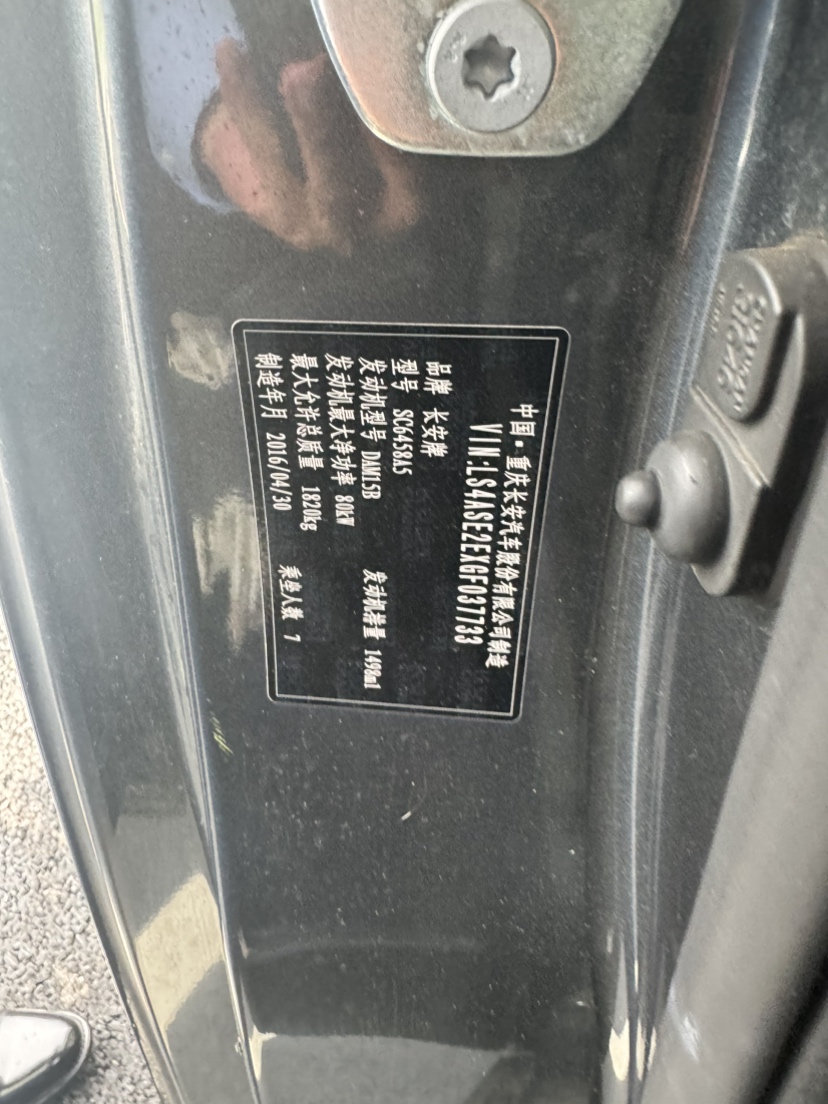 中国·重庆长安汽车股份有限公司制造
VIN:LS4ASE2EXGF037733
品牌 长安牌
型号 SC6458A5
发动机型号 DAM15B 发动机排量 1498ml
发动机最大净功率 80kW
最大允许总质量 1820kg 乘坐人数 7
制造年月 2016/04/30